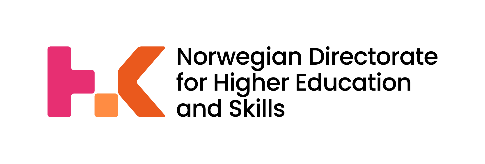 Norwegian Directorate
for Higher Education
and Skills